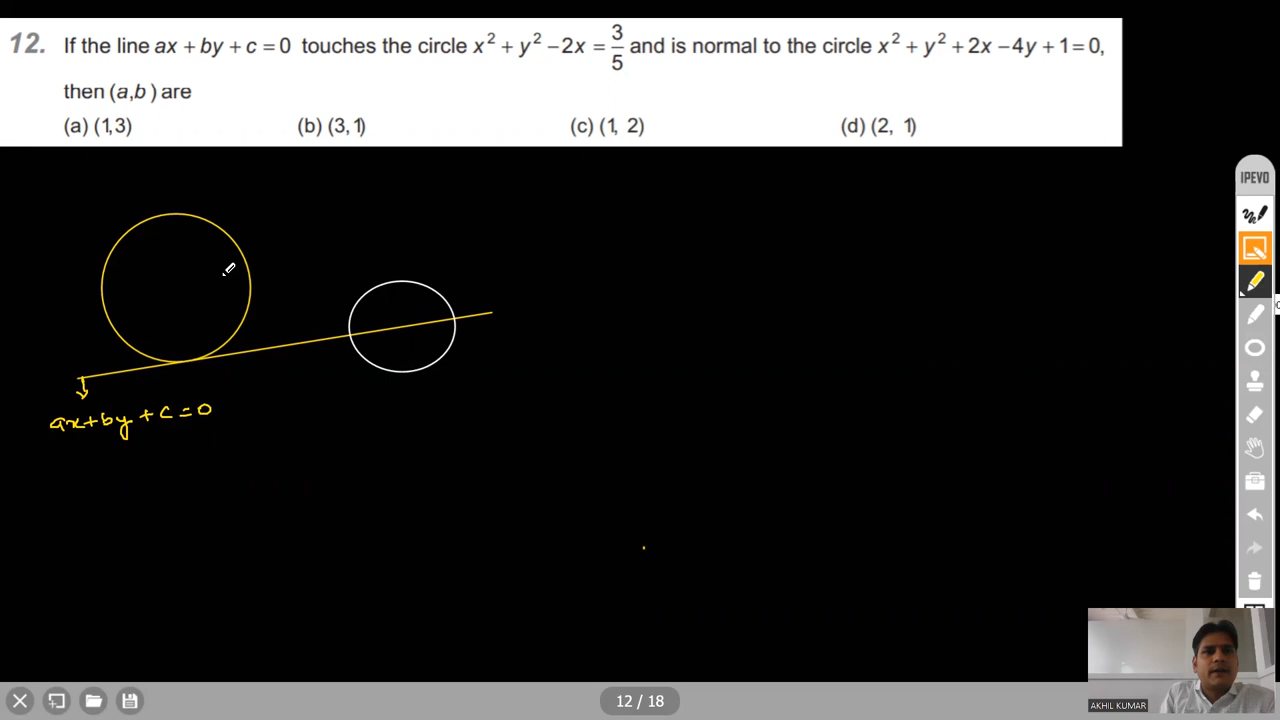 12. If the line ax + by + c = 0 touches the circle x² + y² − 2x = 3/5 and is normal to the circle x² + y² + 2x − 4y + 1 = 0,
then (a,b) are
(a) (1,3) (b) (3,1) (c) (1, 2) (d) (2, 1)
IPEVO
ax+by+c=0
12 / 18
AKHIL KUMAR